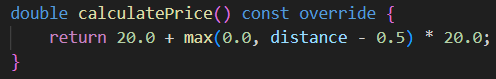 double calculatePrice() const override {
    return 20.0 + max(0.0, distance - 0.5) * 20.0;
}